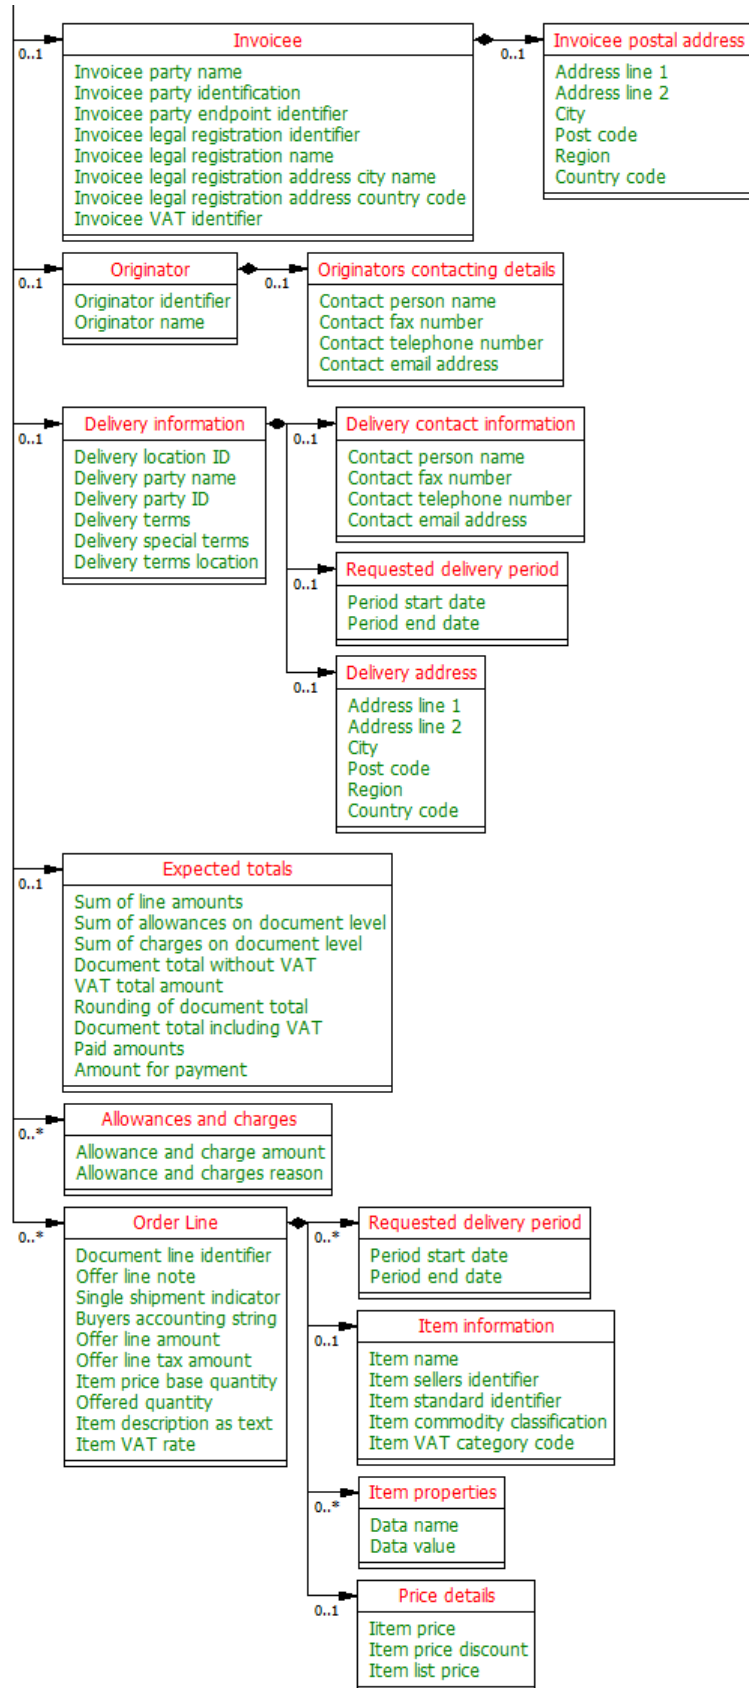 Invoicee
0..1
Invoicee party name
Invoicee party identification
Invoicee party endpoint identifier
Invoicee legal registration identifier
Invoicee legal registration name
Invoicee legal registration address city name
Invoicee legal registration address country code
Invoicee VAT identifier
0..1
Invoicee postal address
Address line 1
Address line 2
City
Post code
Region
Country code
Originator
0..1
Originator identifier
Originator name
0..1
Originators contacting details
Contact person name
Contact fax number
Contact telephone number
Contact email address
Delivery information
0..1
Delivery location ID
Delivery party name
Delivery party ID
Delivery terms
Delivery special terms
Delivery terms location
0..1
Delivery contact information
Contact person name
Contact fax number
Contact telephone number
Contact email address
0..1
Requested delivery period
Period start date
Period end date
0..1
Delivery address
Address line 1
Address line 2
City
Post code
Region
Country code
Expected totals
0..1
Sum of line amounts
Sum of allowances on document level
Sum of charges on document level
Document total without VAT
VAT total amount
Rounding of document total
Document total including VAT
Paid amounts
Amount for payment
Allowances and charges
0..*
Allowance and charge amount
Allowance and charges reason
Order Line
0..*
Document line identifier
Offer line note
Single shipment indicator
Buyers accounting string
Offer line amount
Offer line tax amount
Item price base quantity
Offered quantity
Item description as text
Item VAT rate
0..*
Requested delivery period
Period start date
Period end date
0..1
Item information
Item name
Item sellers identifier
Item standard identifier
Item commodity classification
Item VAT category code
0..*
Item properties
Data name
Data value
0..1
Price details
Iitem price
Item price discount
Item list price